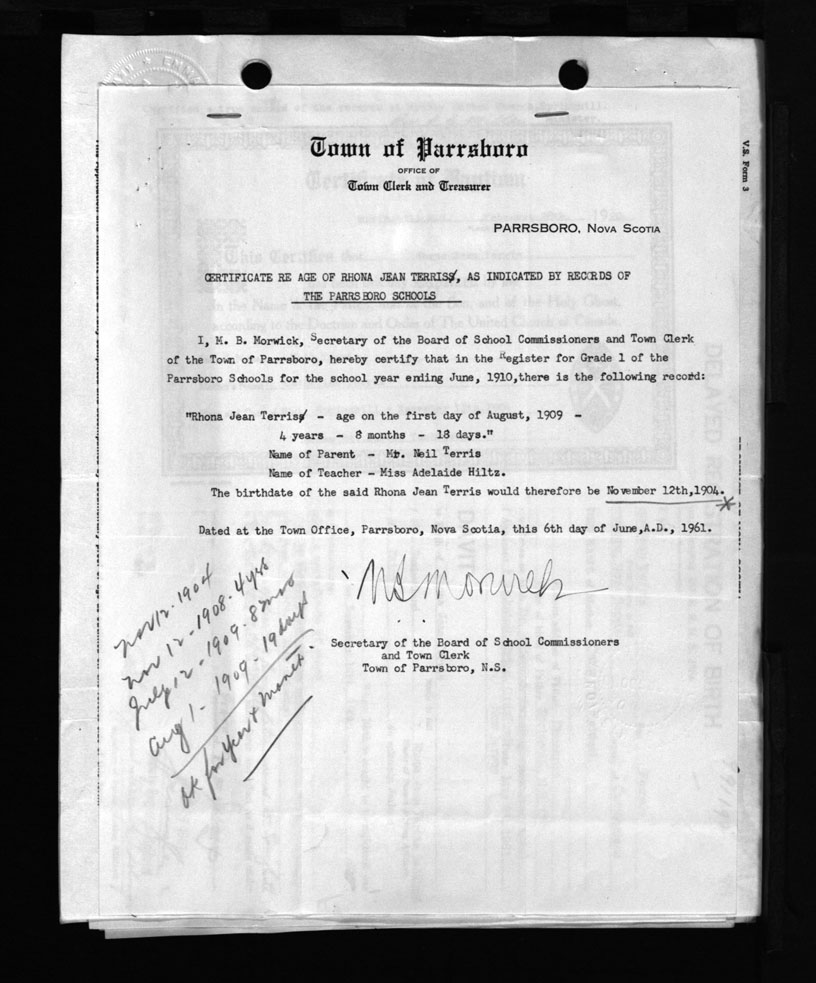 Town of Parrsboro
OFFICE OF
Town Clerk and Treasurer
PARRSBORO, NOVA SCOTIA
V.S. Form 3
CERTIFICATE RE AGE OF RHONA JEAN TERRIS, AS INDICATED BY RECORDS OF
THE PARRSBORO SCHOOLS
I, M. B. Morwick, Secretary of the Board of School Commissioners and Town Clerk
of the Town of Parrsboro, hereby certify that in the Register for Grade 1 of the
Parrsboro Schools for the school year ending June, 1910,there is the following record:
"Rhona Jean Terris - age on the first day of August, 1909 -
4 years - 8 months - 18 days."
Name of Parent - Mr. Neil Terris
Name of Teacher - Miss Adelaide Hiltz.
The birthdate of the said Rhona Jean Terris would therefore be November 12th,1904.*
Dated at the Town Office, Parrsboro, Nova Scotia, this 6th day of June,A.D., 1961.
MB Morwick
Secretary of the Board of School Commissioners
and Town Clerk
Town of Parrsboro, N.S.
Nov 12. 1904
Nov 12 - 1908 - 4 yrs
July 12 - 1909 - 8 mos
Aug 1 - 1909 - 19 days
OK for Year & Month.